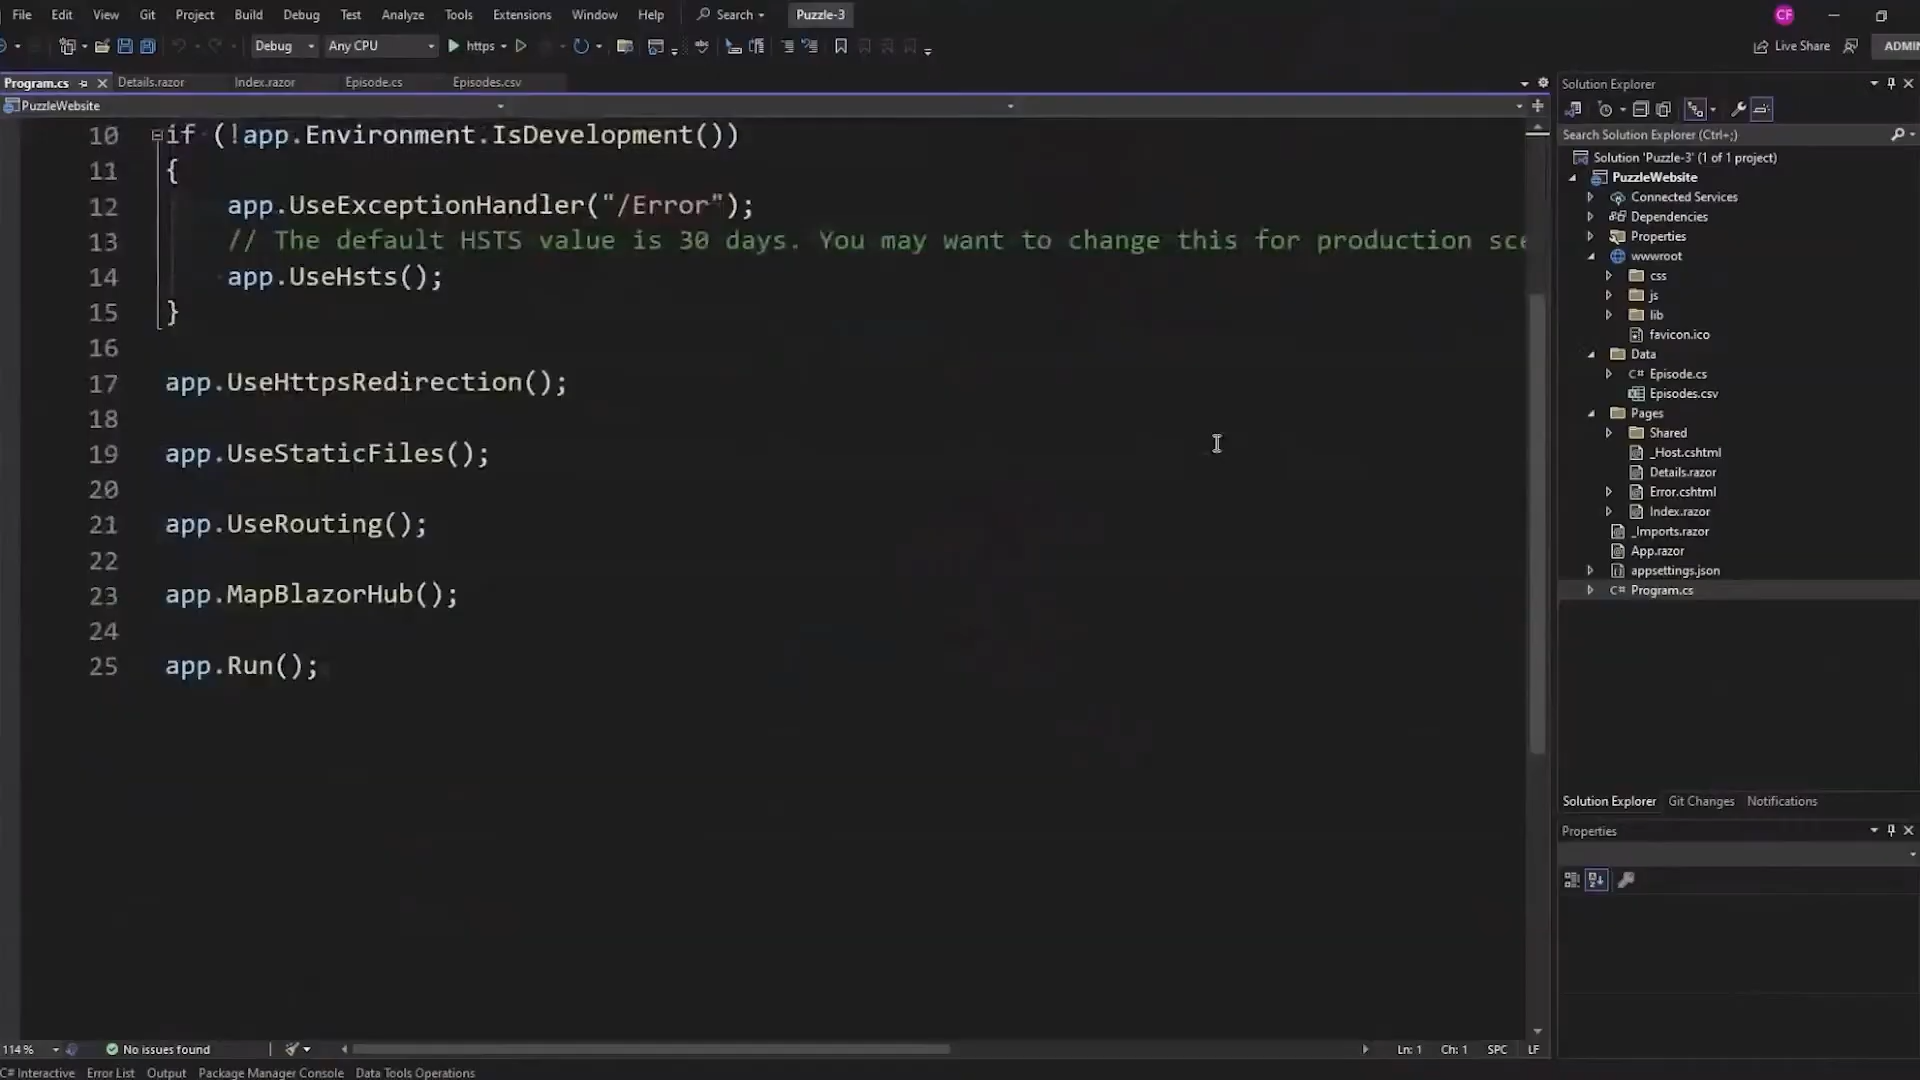 File Edit View Git Project Build Debug Test Analyze Tools Extensions Window Help Search Puzzle-3 CF
Debug Any CPU https Live Share
Program.cs Details.razor Index.razor Episode.cs Episodes.csv
PuzzleWebsite
10 if (!app.Environment.IsDevelopment())
11 {
12 app.UseExceptionHandler("/Error");
13 // The default HSTS value is 30 days. You may want to change this for production
14 app.UseHsts();
15 }
16
17 app.UseHttpsRedirection();
18
19 app.UseStaticFiles();
20
21 app.UseRouting();
22
23 app.MapBlazorHub();
24
25 app.Run();
114 % No issues found Ln: 1 Ch: 1 SPC LF
C# Interactive Error List Output Package Manager Console Data Tools Operations
Solution Explorer
Search Solution Explorer (Ctrl+;)
Solution 'Puzzle-3' (1 of 1 project)
PuzzleWebsite
Connected Services
Dependencies
Properties
wwwroot
css
js
lib
favicon.ico
Data
C# Episode.cs
Episodes.csv
Pages
Shared
_Host.cshtml
Details.razor
Error.cshtml
Index.razor
_Imports.razor
App.razor
appsettings.json
C# Program.cs
Solution Explorer Git Changes Notifications
Properties